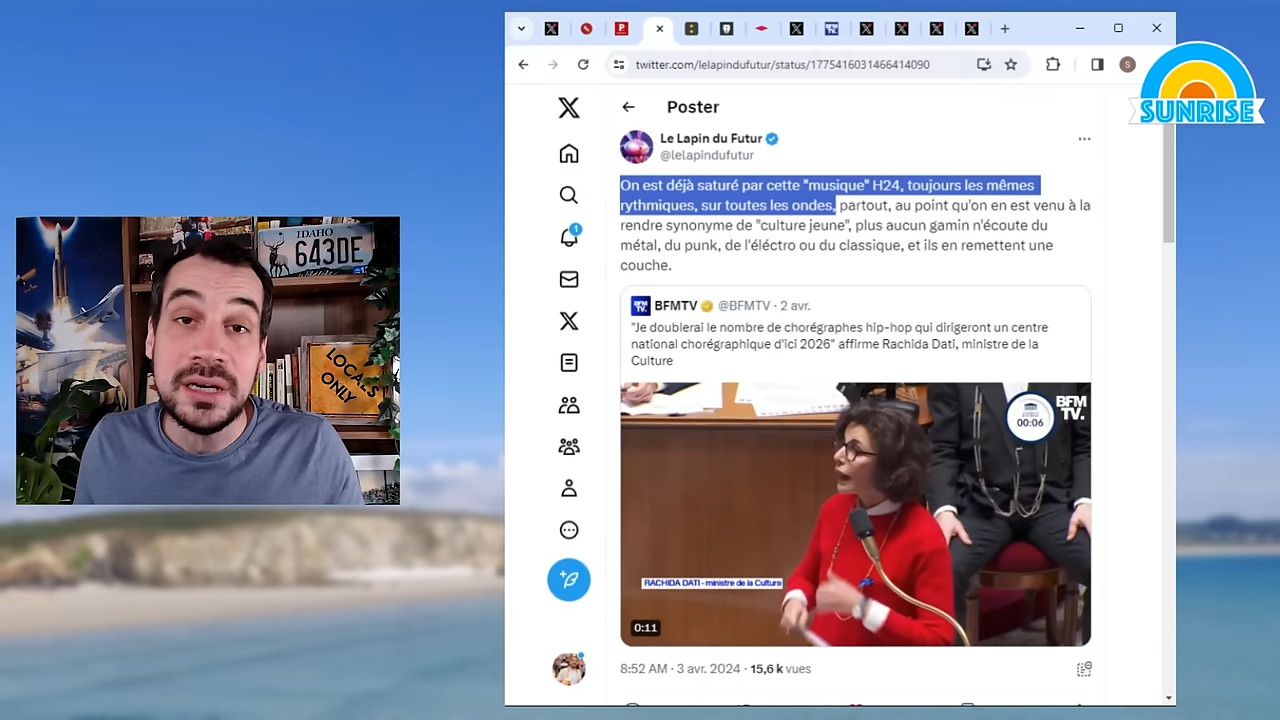 twitter.com/lelapindufutur/status/1775416031466414090
S
SUNRISE
Poster
Le Lapin du Futur
@lelapindufutur
On est déjà saturé par cette "musique" H24, toujours les mêmes
rythmiques, sur toutes les ondes, partout, au point qu'on en est venu à la
rendre synonyme de "culture jeune", plus aucun gamin n'écoute du
métal, du punk, de l'éléctro ou du classique, et ils en remettent une
couche.
BFM TV. BFMTV @BFMTV · 2 avr.
"Je doublerai le nombre de chorégraphes hip-hop qui dirigeront un centre
national chorégraphique d'ici 2026" affirme Rachida Dati, ministre de la
Culture
BFM
TV.
00:06
RACHIDA DATI - ministre de la Culture
0:11
8:52 AM · 3 avr. 2024 · 15,6 k vues
1
IDAHO
643DE
LOCALS
ONLY